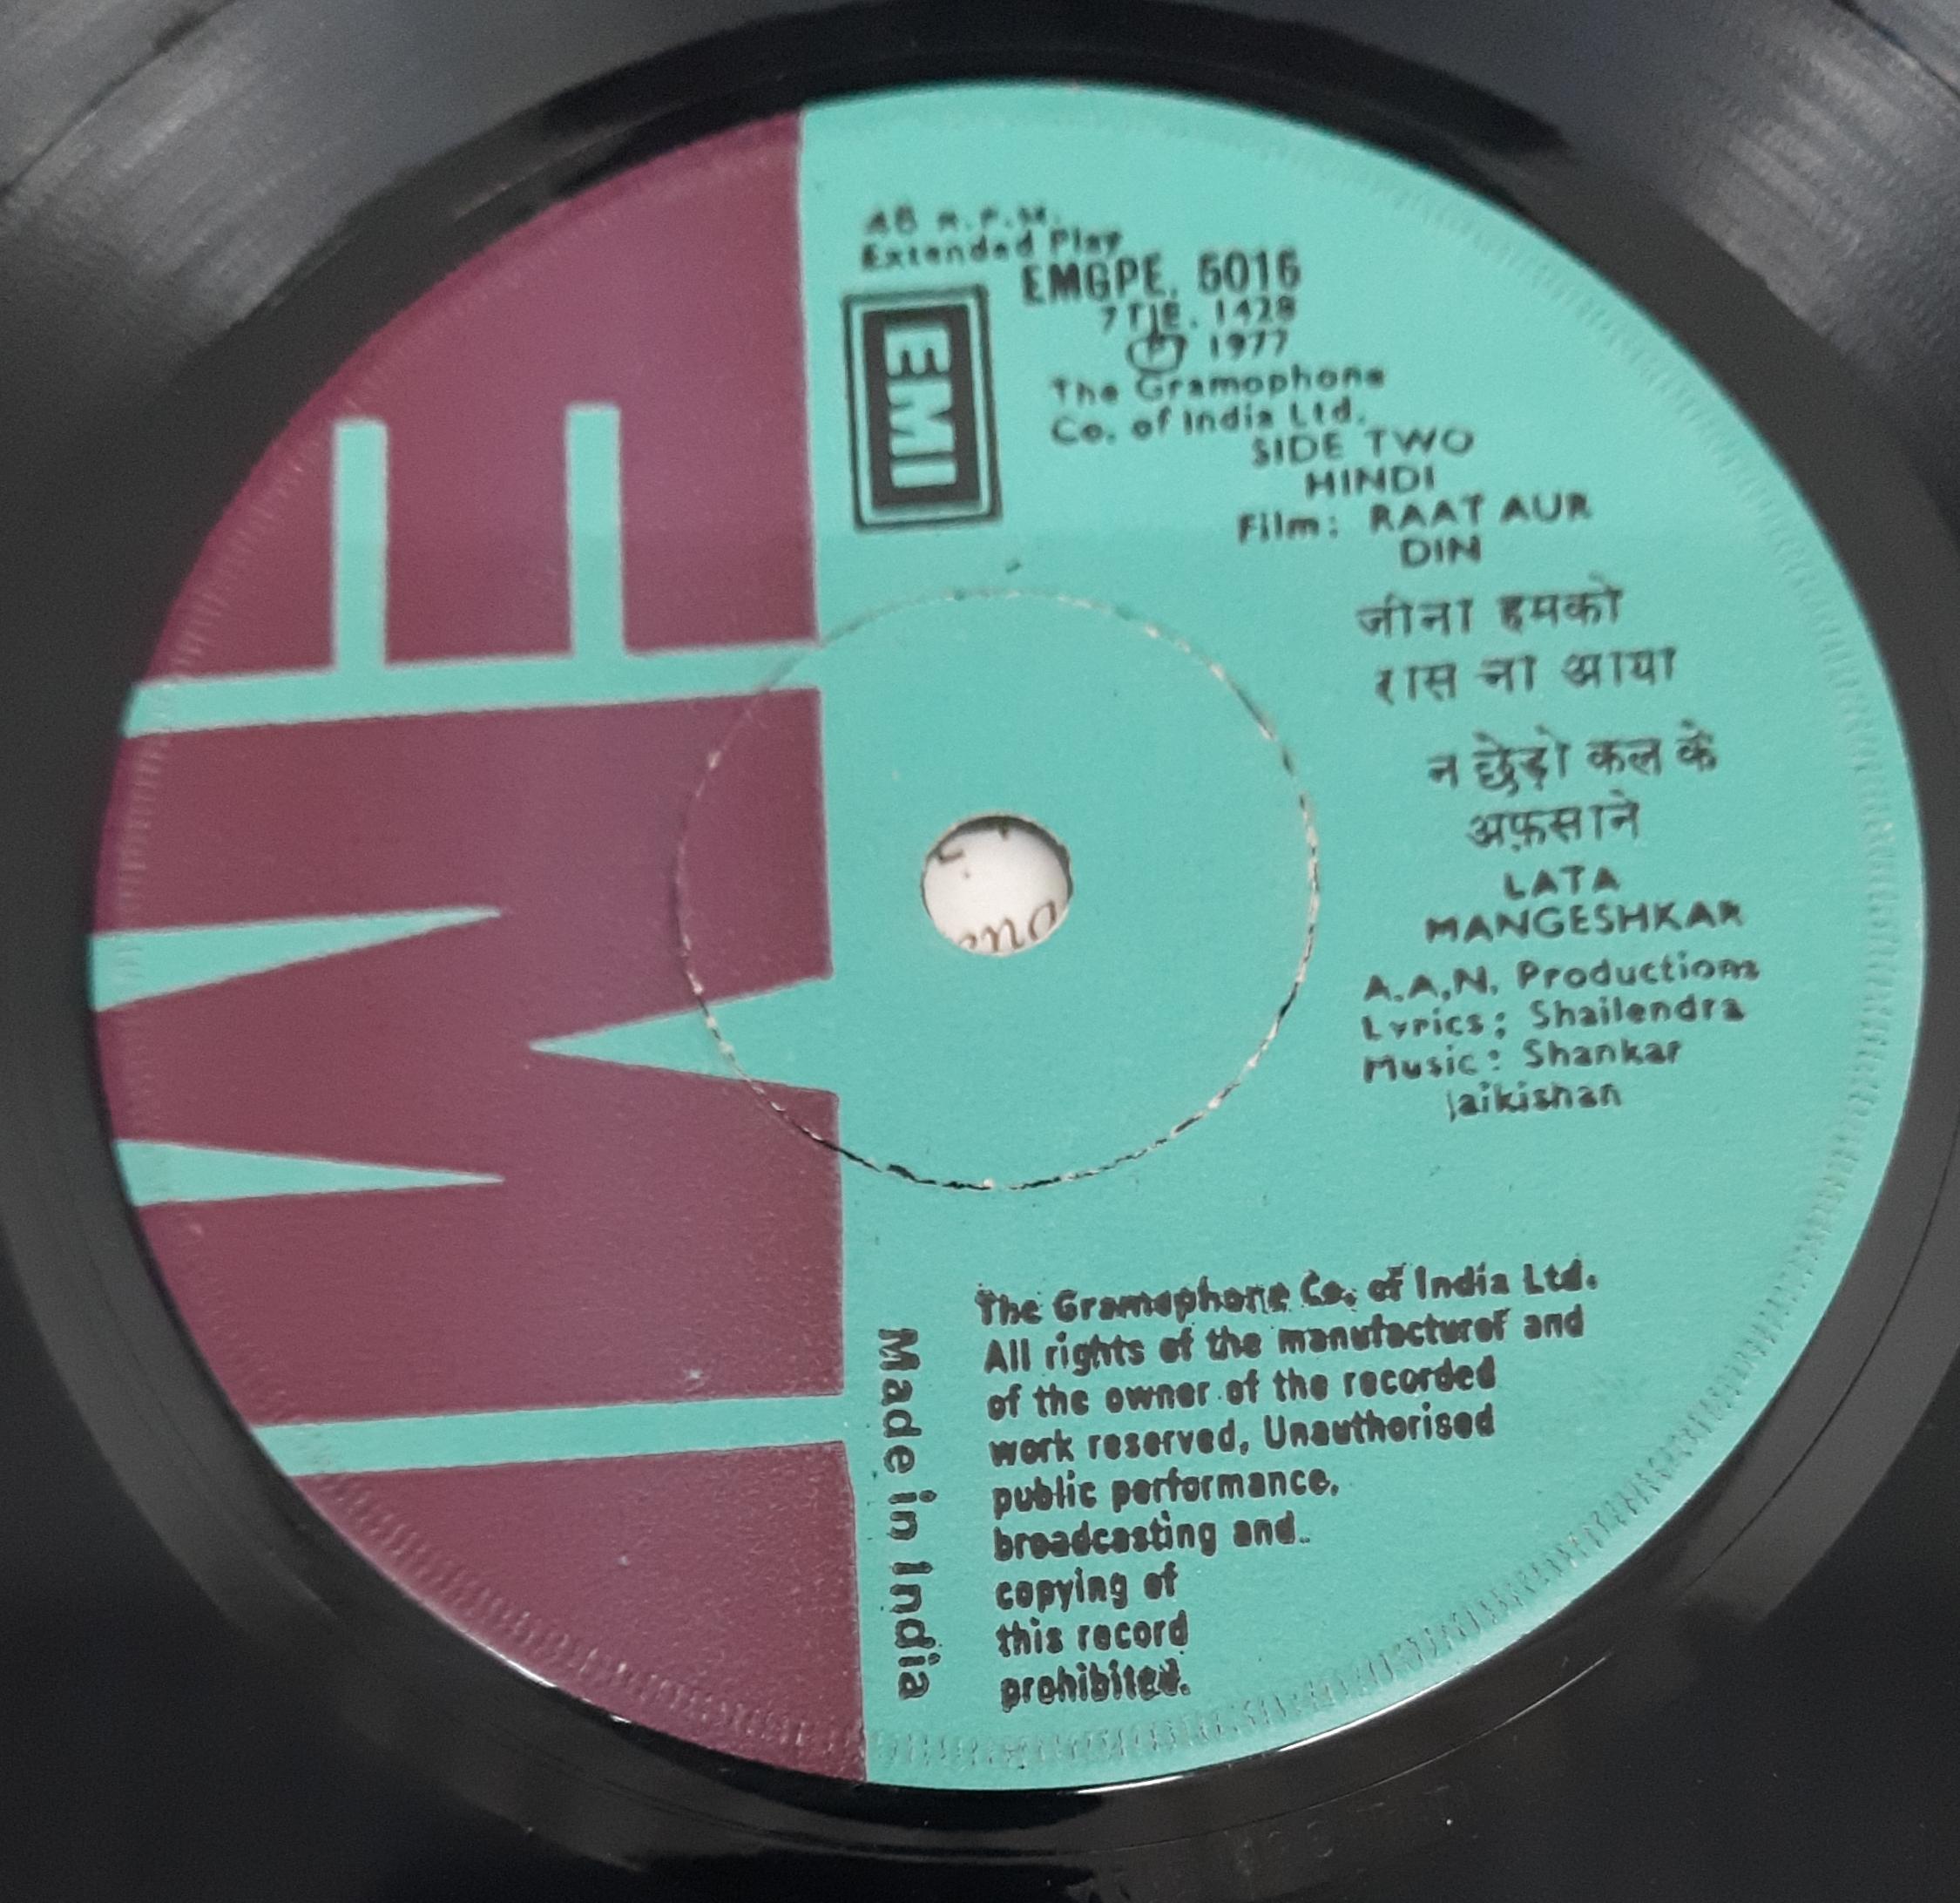 45 R.P.M.
Extended Play
EMGPE. 5016
7TJE. 1428
℗ 1977
The Gramophone
Co. of India Ltd.
EMI
SIDE TWO
HINDI
Film: RAAT AUR
DIN
जीना हमको
रास ना आया
न छेड़ो कल के
अफ़साने
LATA
MANGESHKAR
A.A.N. Productions
Lyrics: Shailendra
Music: Shankar
Jaikishan
EMI
Made in India
The Gramophone Co. of India Ltd.
All rights of the manufacturer and
of the owner of the recorded
work reserved, Unauthorised
public performance,
broadcasting and
copying of
this record
prohibited.